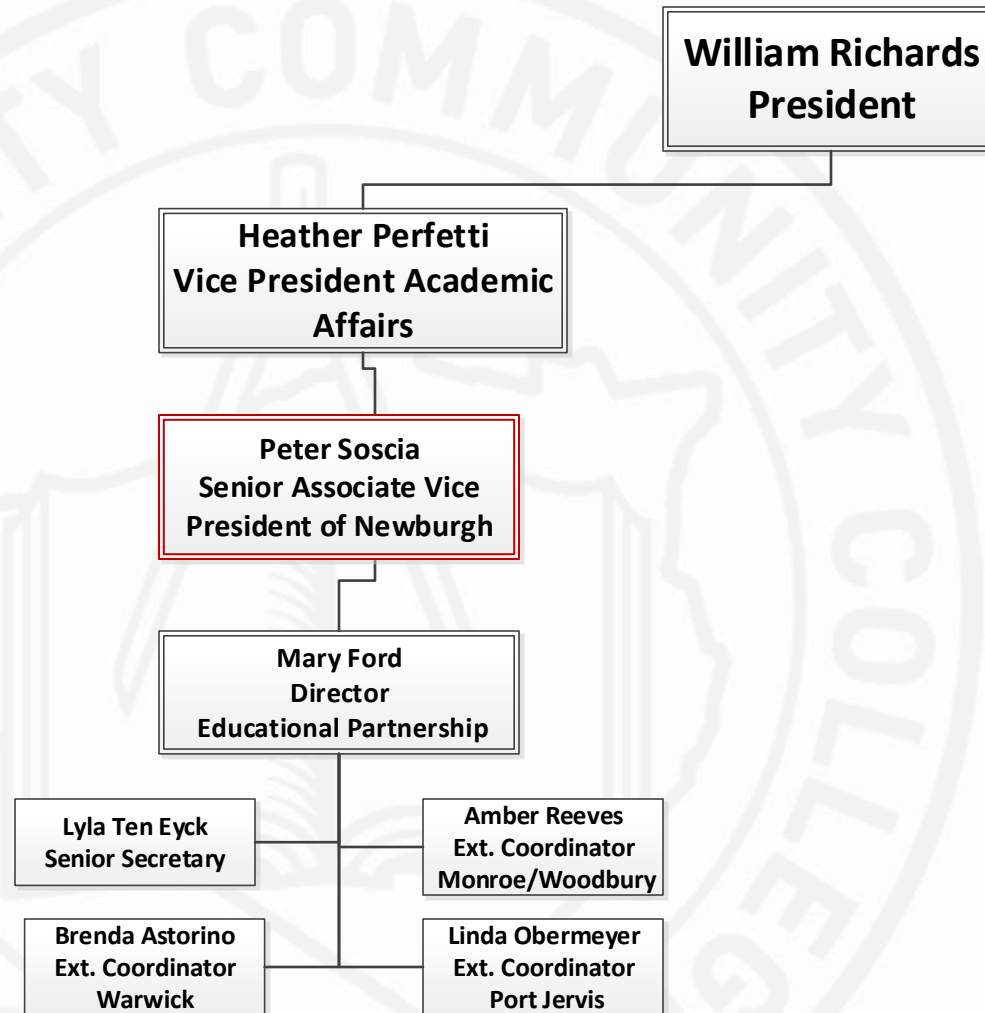 William Richards
President
Heather Perfetti
Vice President Academic
Affairs
Peter Soscia
Senior Associate Vice
President of Newburgh
Mary Ford
Director
Educational Partnership
Lyla Ten Eyck
Senior Secretary
Amber Reeves
Ext. Coordinator
Monroe/Woodbury
Brenda Astorino
Ext. Coordinator
Warwick
Linda Obermeyer
Ext. Coordinator
Port Jervis
COMMUNITY COLLEGE